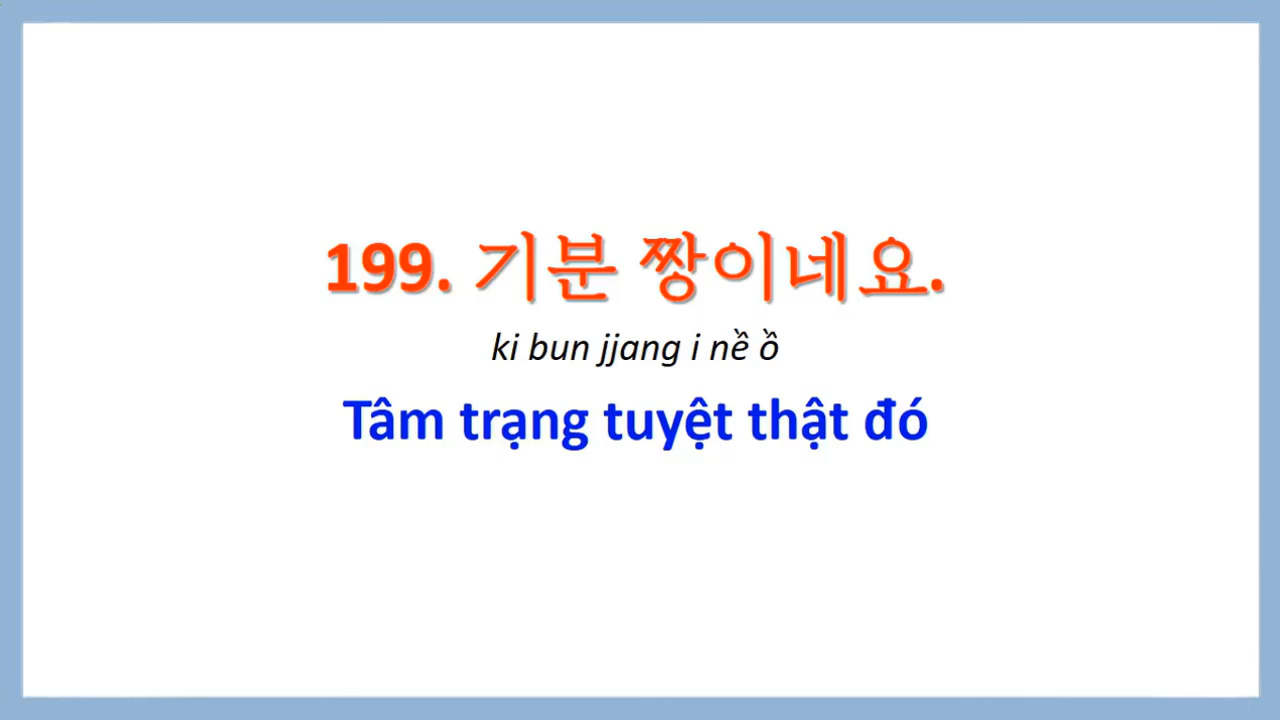 199. 기분 짱이네요.
ki bun jjang i nề ồ
Tâm trạng tuyệt thật đó